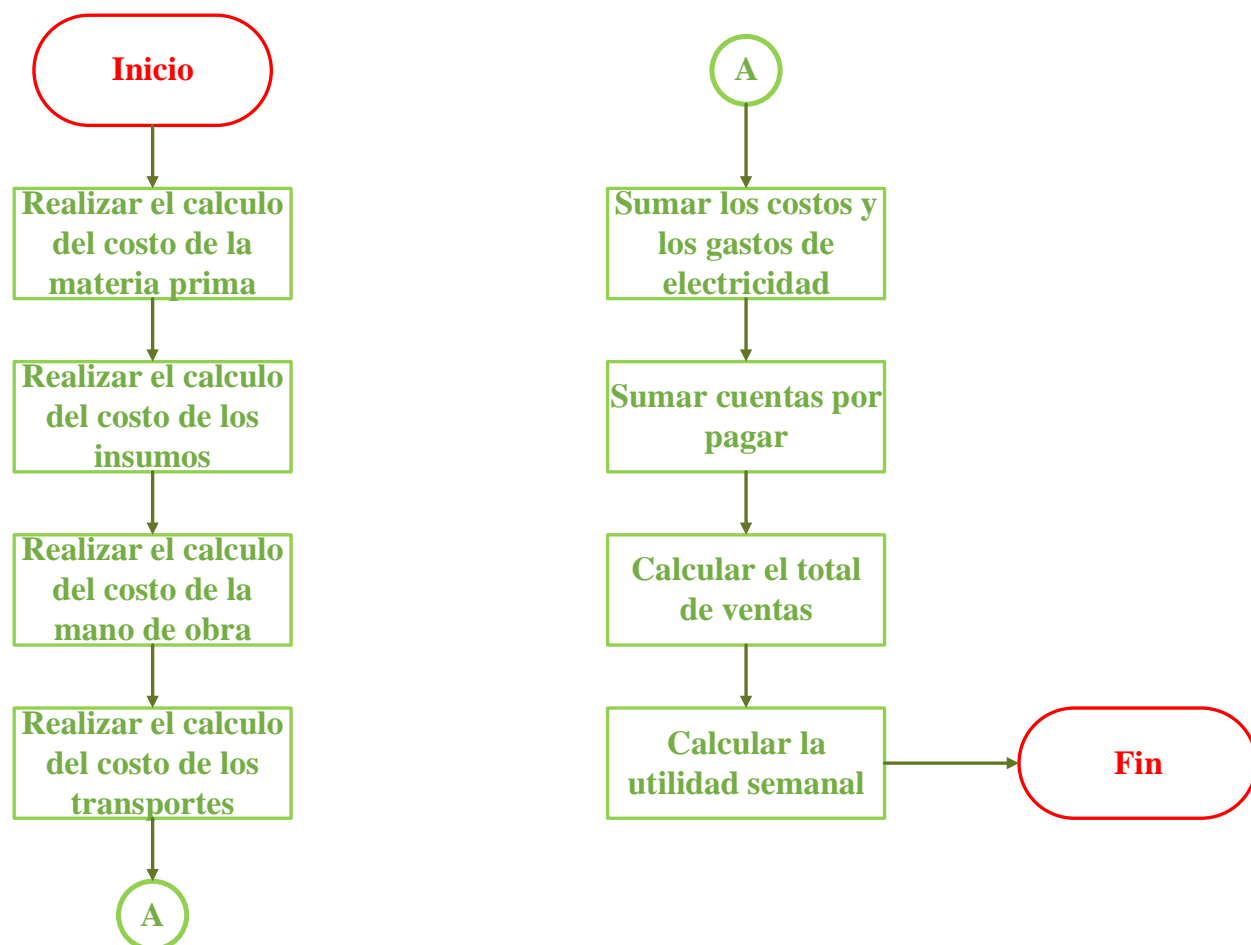 Inicio
Realizar el calculo
del costo de la
materia prima
Realizar el calculo
del costo de los
insumos
Realizar el calculo
del costo de la
mano de obra
Realizar el calculo
del costo de los
transportes
A
A
Sumar los costos y
los gastos de
electricidad
Sumar cuentas por
pagar
Calcular el total
de ventas
Calcular la
utilidad semanal
Fin